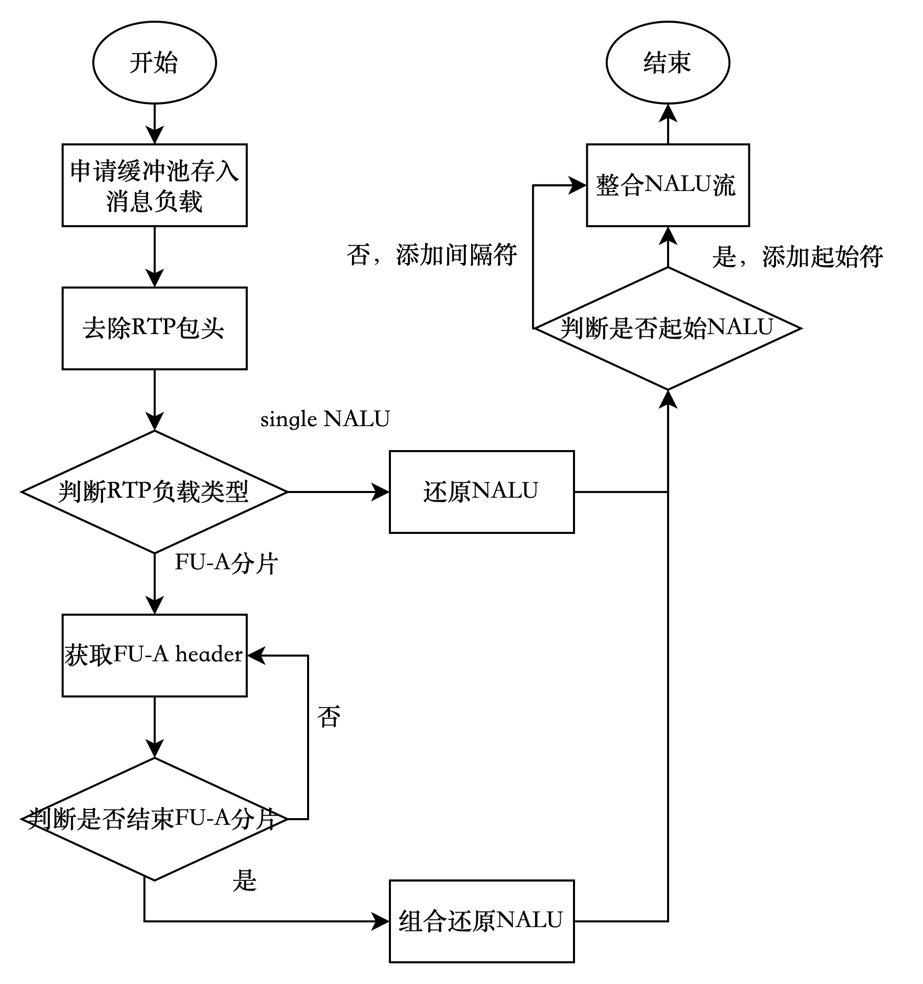 开始
申请缓冲池存入
消息负载
去除RTP包头
判断RTP负载类型
single NALU
还原NALU
FU-A分片
获取FU-A header
否
判断是否结束FU-A分片
是
组合还原NALU
判断是否起始NALU
否，添加间隔符
是，添加起始符
整合NALU流
结束